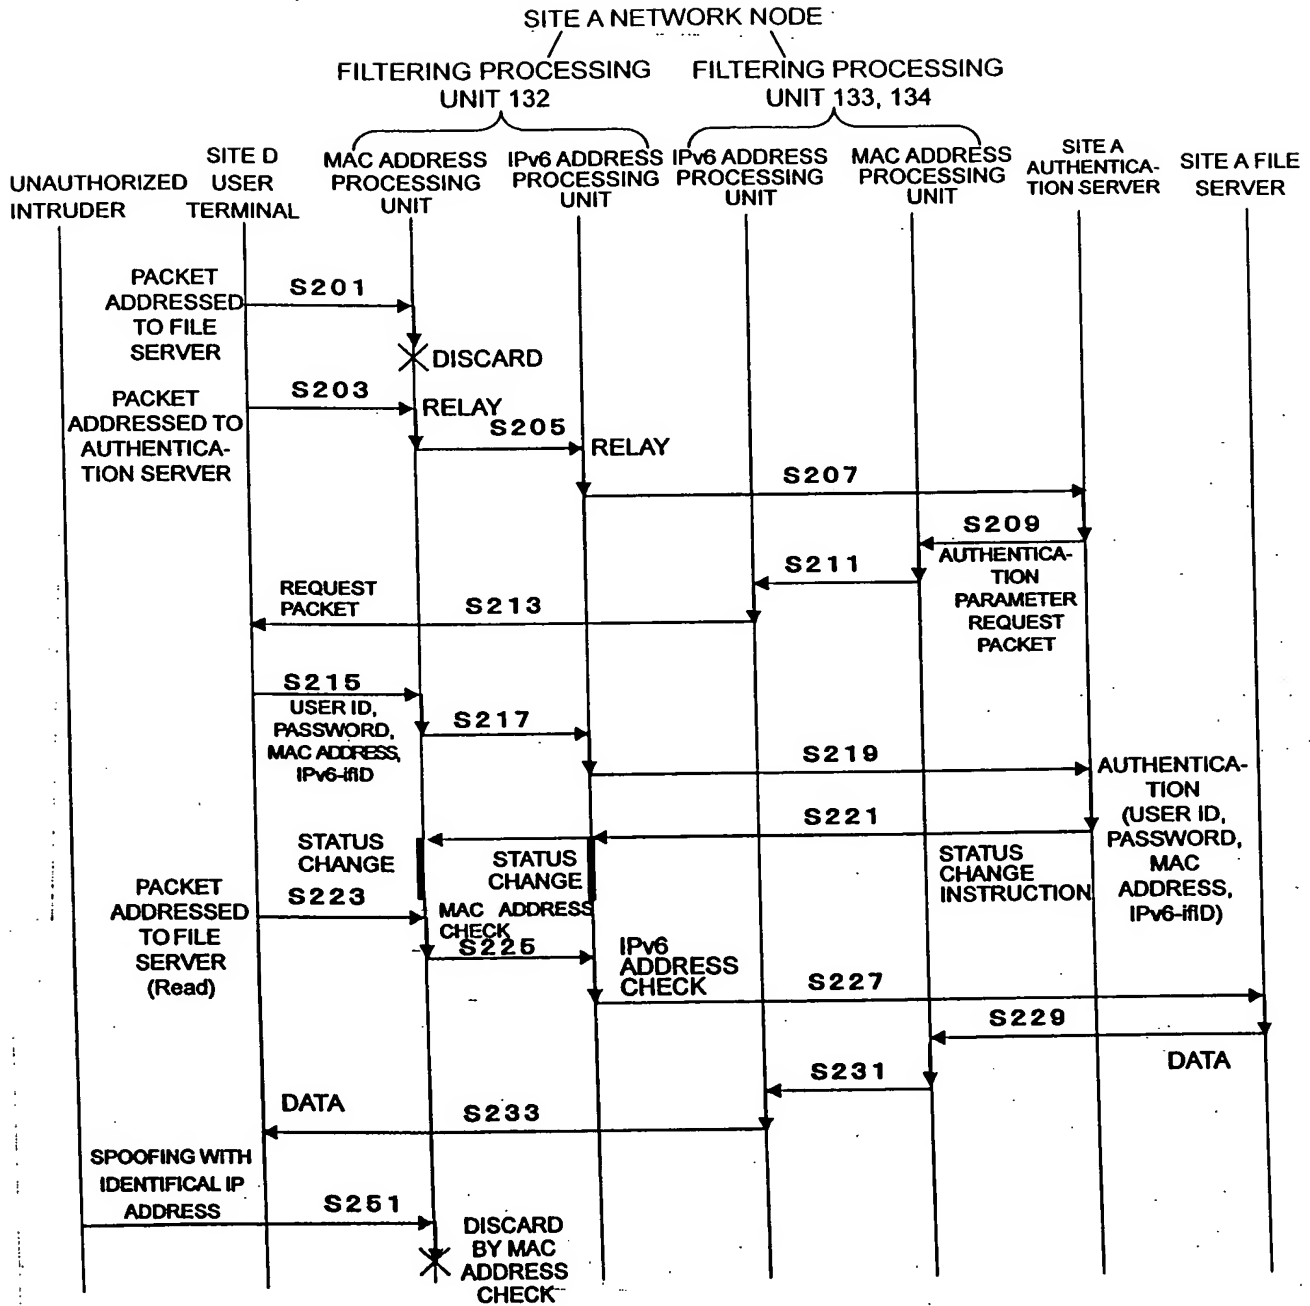 SITE A NETWORK NODE
FILTERING PROCESSING
UNIT 132
FILTERING PROCESSING
UNIT 133, 134
UNAUTHORIZED
INTRUDER
SITE D
USER
TERMINAL
MAC ADDRESS
PROCESSING
UNIT
IPv6 ADDRESS
PROCESSING
UNIT
IPv6 ADDRESS
PROCESSING
UNIT
MAC ADDRESS
PROCESSING
UNIT
SITE A
AUTHENTICA-
TION SERVER
SITE A FILE
SERVER
PACKET
ADDRESSED
TO FILE
SERVER
S201
DISCARD
PACKET
ADDRESSED TO
AUTHENTICA-
TION SERVER
S203
RELAY
S205
RELAY
S207
S209
AUTHENTICA-
TION
PARAMETER
REQUEST
PACKET
S211
REQUEST
PACKET
S213
S215
USER ID,
PASSWORD,
MAC ADDRESS,
IPv6-ifID
S217
S219
AUTHENTICA-
TION
(USER ID,
PASSWORD,
MAC
ADDRESS,
IPv6-ifID)
S221
STATUS
CHANGE
INSTRUCTION
STATUS
CHANGE
STATUS
CHANGE
PACKET
ADDRESSED
TO FILE
SERVER
(Read)
S223
MAC ADDRESS
CHECK
S225
IPv6
ADDRESS
CHECK
S227
S229
DATA
S231
DATA
S233
SPOOFING WITH
IDENTIFICAL IP
ADDRESS
S251
DISCARD
BY MAC
ADDRESS
CHECK